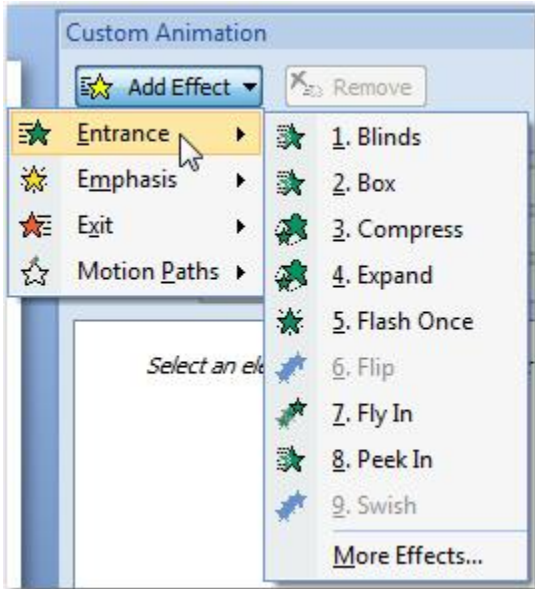 Custom Animation
Add Effect
Remove
Entrance
Emphasis
Exit
Motion Paths
1. Blinds
2. Box
3. Compress
4. Expand
5. Flash Once
6. Flip
7. Fly In
8. Peek In
9. Swish
More Effects...
Select an